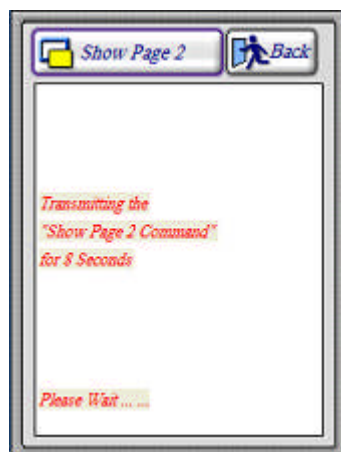 Show Page 2
Back
Transmitting the
"Show Page 2 Command"
for 8 Seconds
Please Wait ... ...